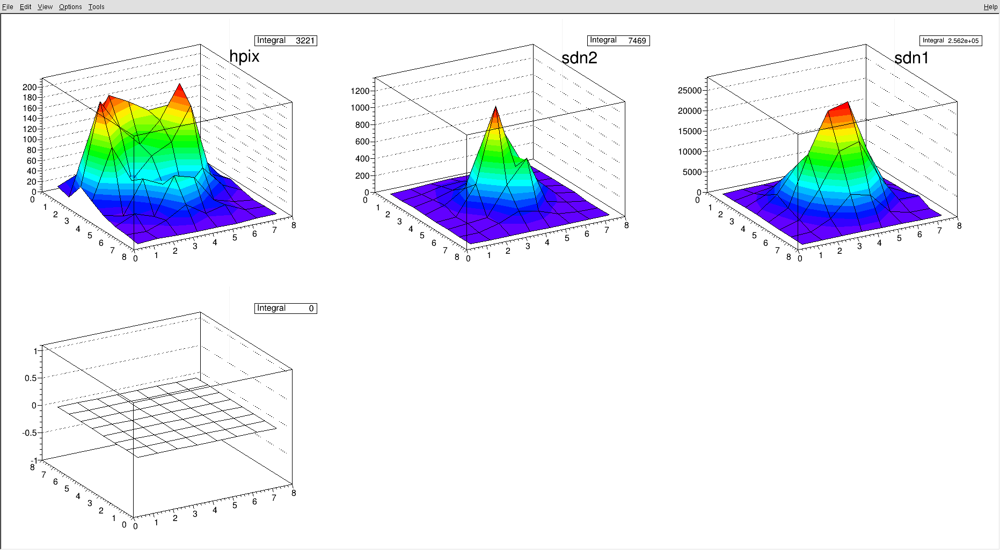 File Edit View Options Tools Help
Integral 3221
hpix
200
180
160
140
120
100
80
60
40
20
0
0 1 2 3 4 5 6 7 8
0 1 2 3 4 5 6 7 8
Integral 7469
sdn2
1200
1000
800
600
400
200
0
0 1 2 3 4 5 6 7 8
0 1 2 3 4 5 6 7 8
Integral 2.562e+05
sdn1
25000
20000
15000
10000
5000
0
0 1 2 3 4 5 6 7 8
0 1 2 3 4 5 6 7 8
Integral 0
1
0.5
0
-0.5
-1
8 7 6 5 4 3 2 1 0
0 1 2 3 4 5 6 7 8